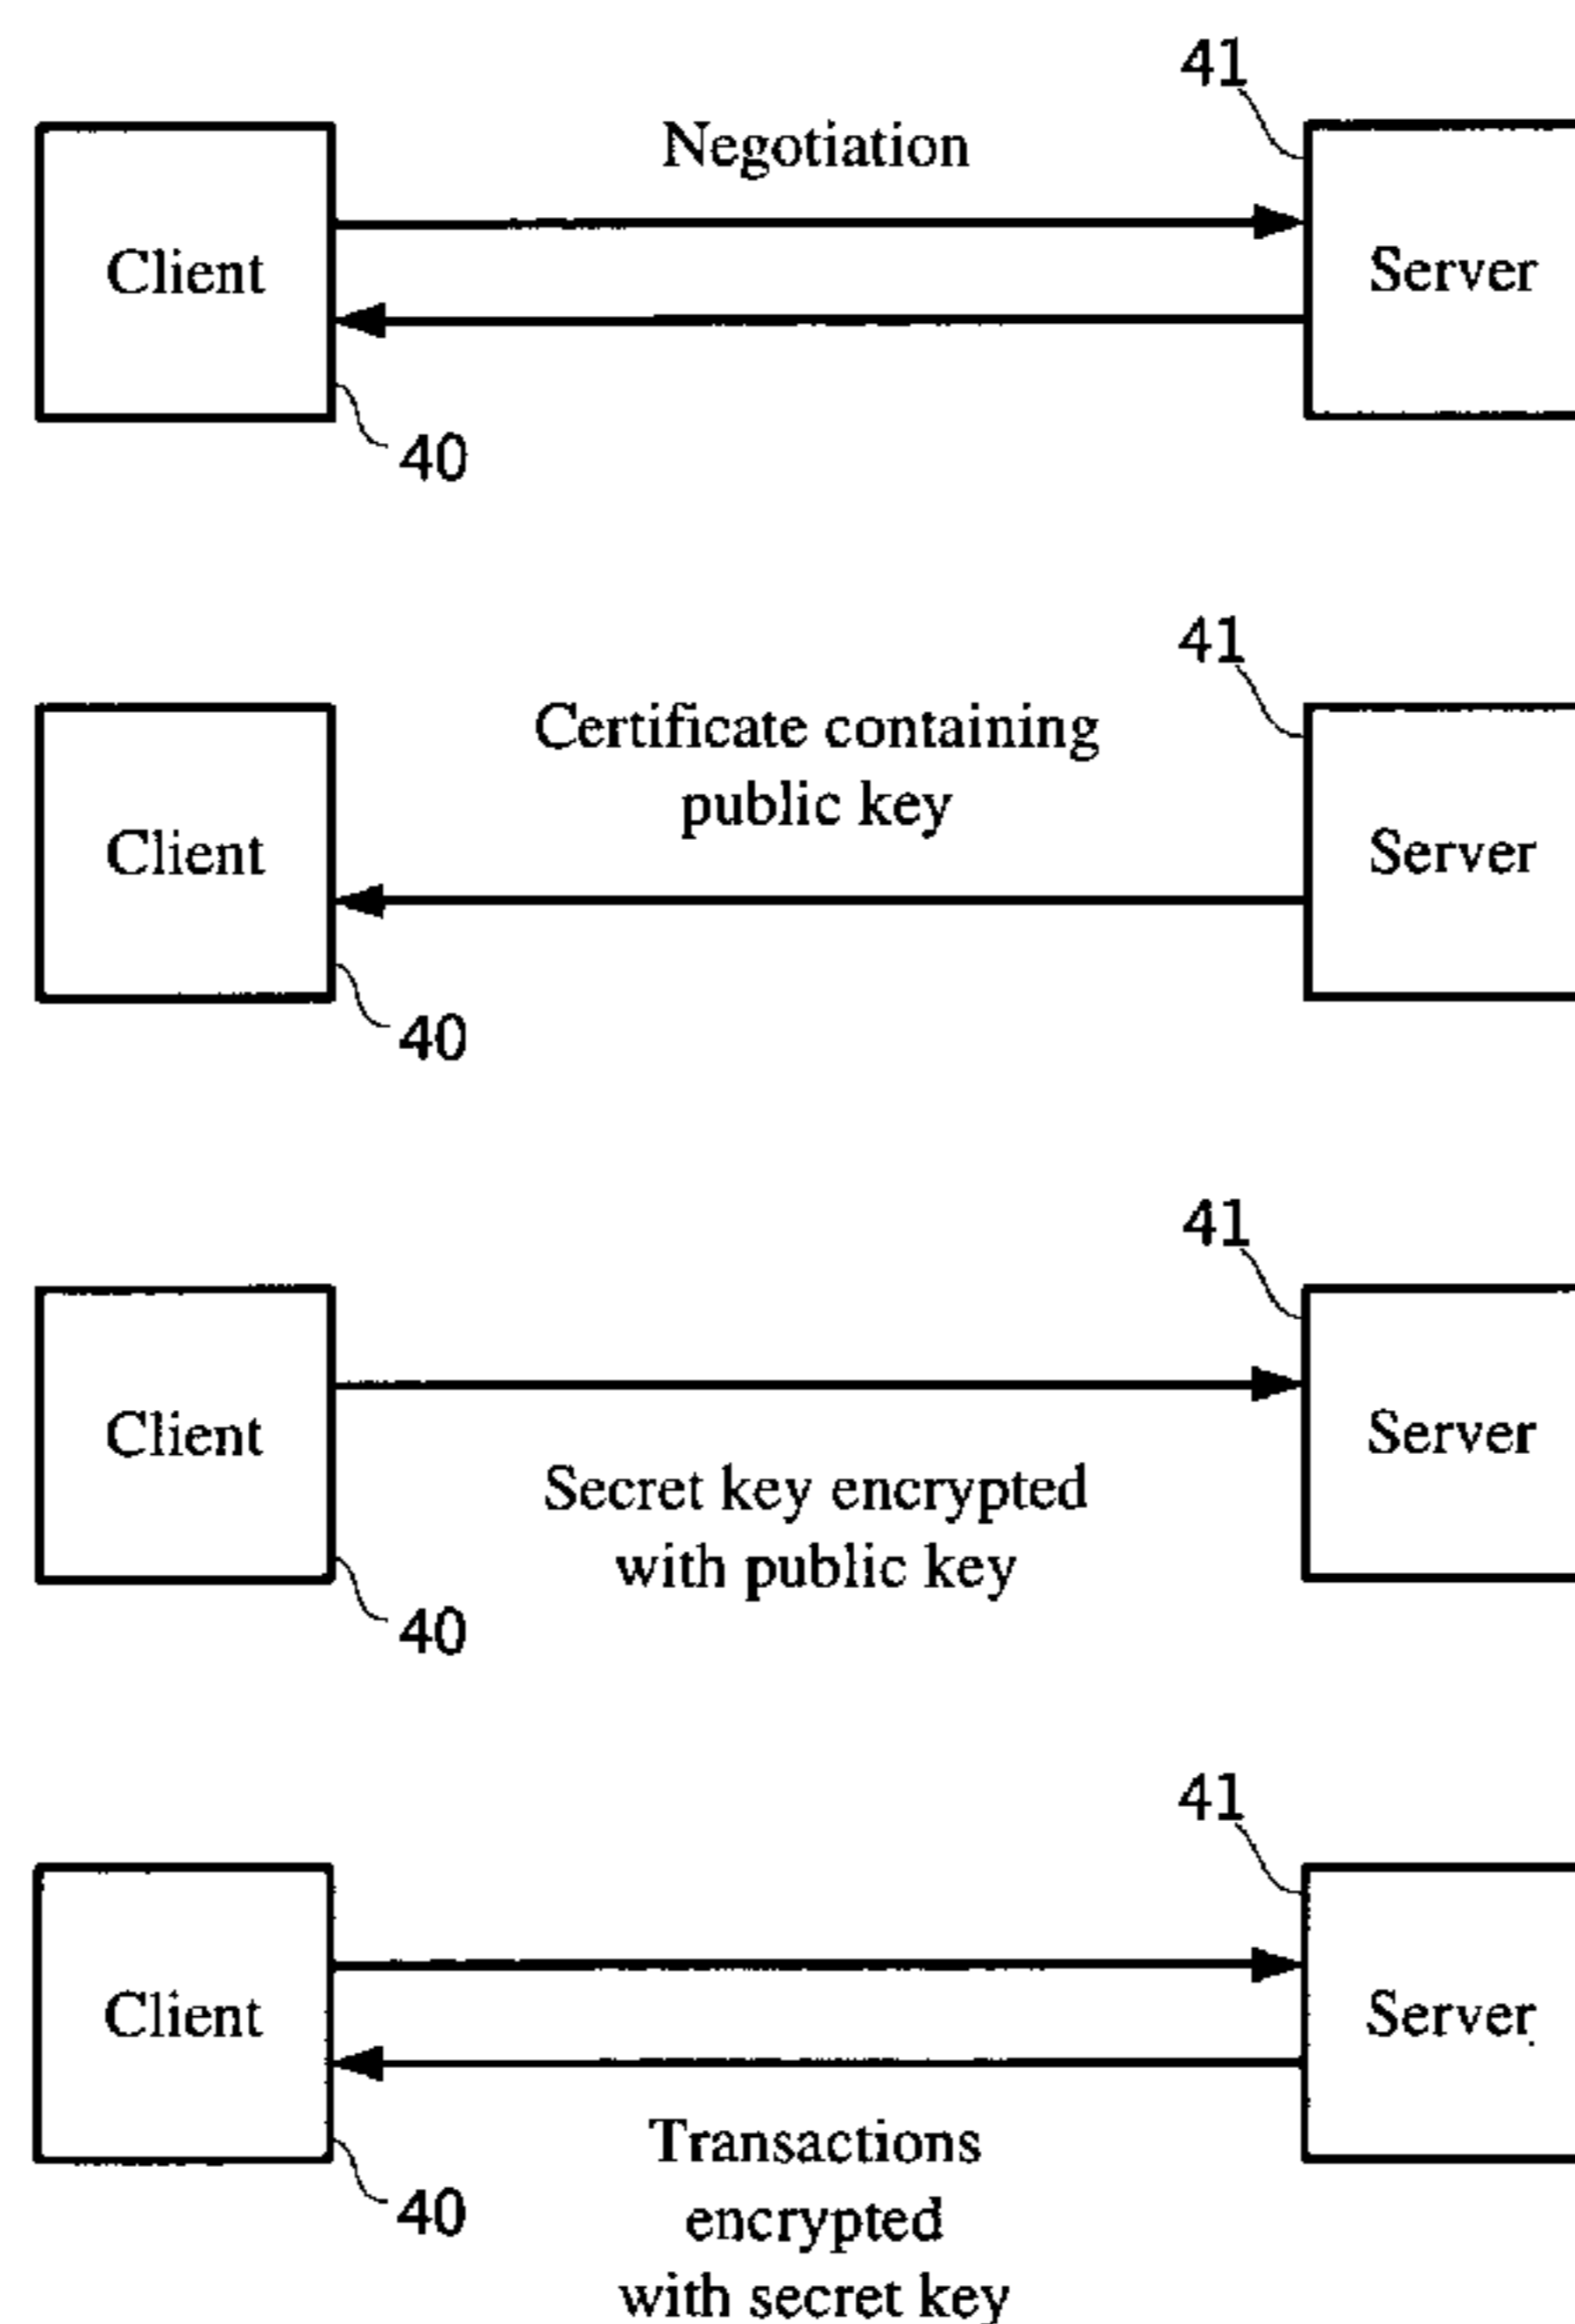 41
Negotiation
Client
Server
40
41
Certificate containing
public key
Client
Server
40
41
Client
Server
Secret key encrypted
with public key
40
41
Client
Server
Transactions
encrypted
with secret key
40